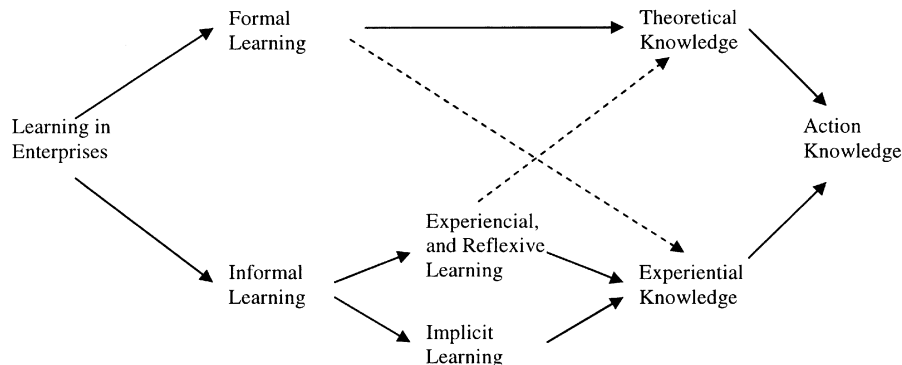 Formal
Learning
Theoretical
Knowledge
Learning in
Enterprises
Action
Knowledge
Experiencial,
and Reflexive
Learning
Informal
Learning
Experiential
Knowledge
Implicit
Learning